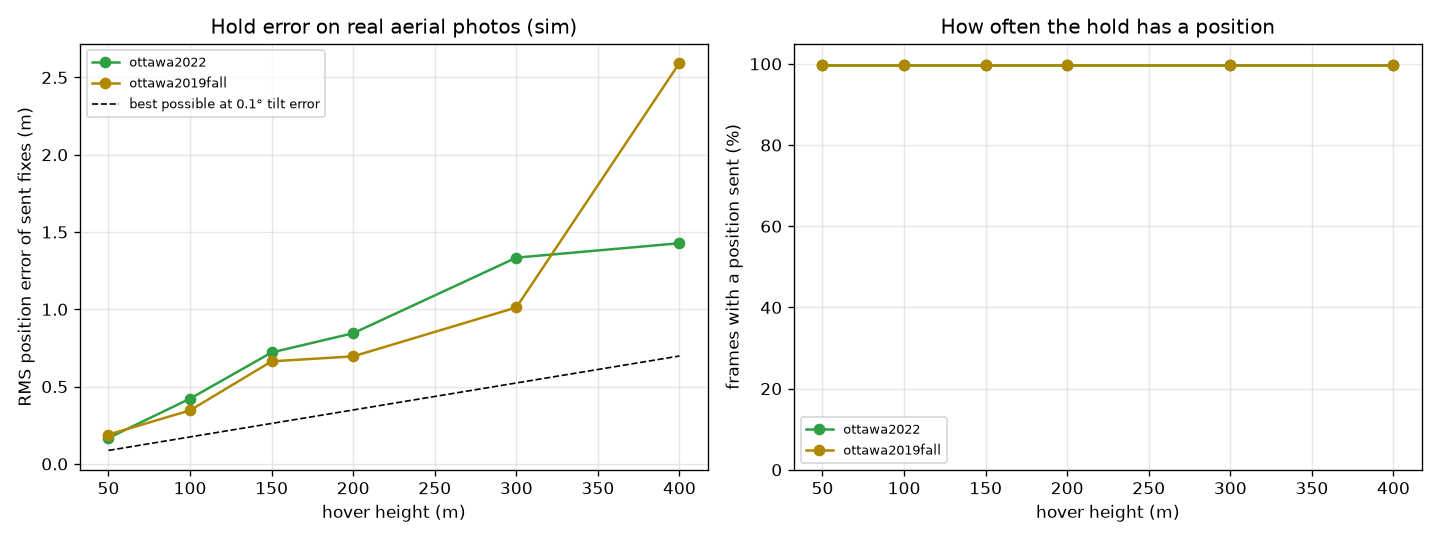 Hold error on real aerial photos (sim)
ottawa2022
ottawa2019fall
best possible at 0.1° tilt error
RMS position error of sent fixes (m)
2.5
2.0
1.5
1.0
0.5
0.0
50 100 150 200 250 300 350 400
hover height (m)
How often the hold has a position
frames with a position sent (%)
100
80
60
40
20
0
ottawa2022
ottawa2019fall
50 100 150 200 250 300 350 400
hover height (m)